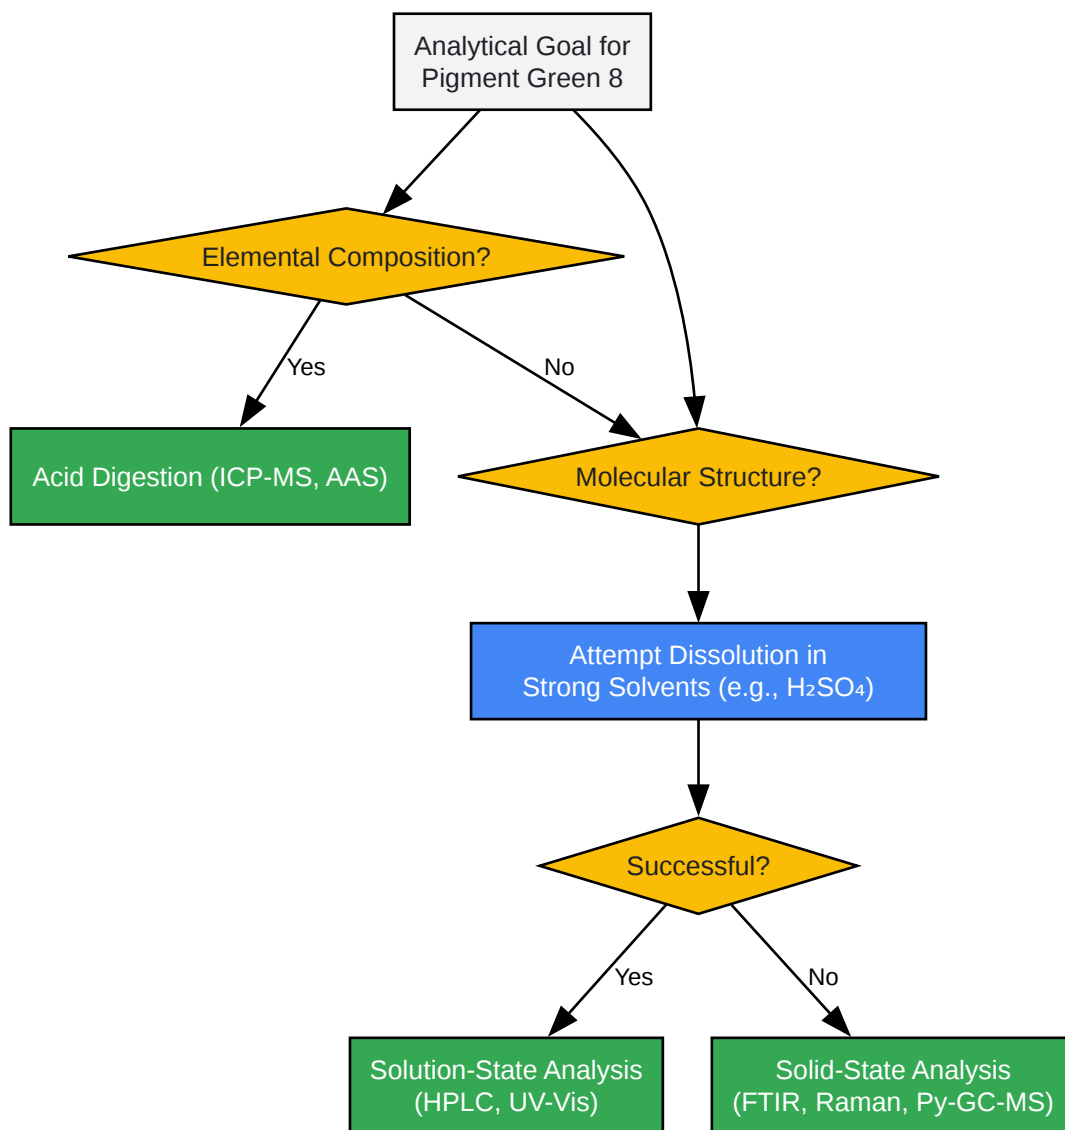 Analytical Goal for
Pigment Green 8
Elemental Composition?
Yes
No
Acid Digestion (ICP-MS, AAS)
Molecular Structure?
Attempt Dissolution in
Strong Solvents (e.g., H₂SO₄)
Successful?
Yes
No
Solution-State Analysis
(HPLC, UV-Vis)
Solid-State Analysis
(FTIR, Raman, Py-GC-MS)